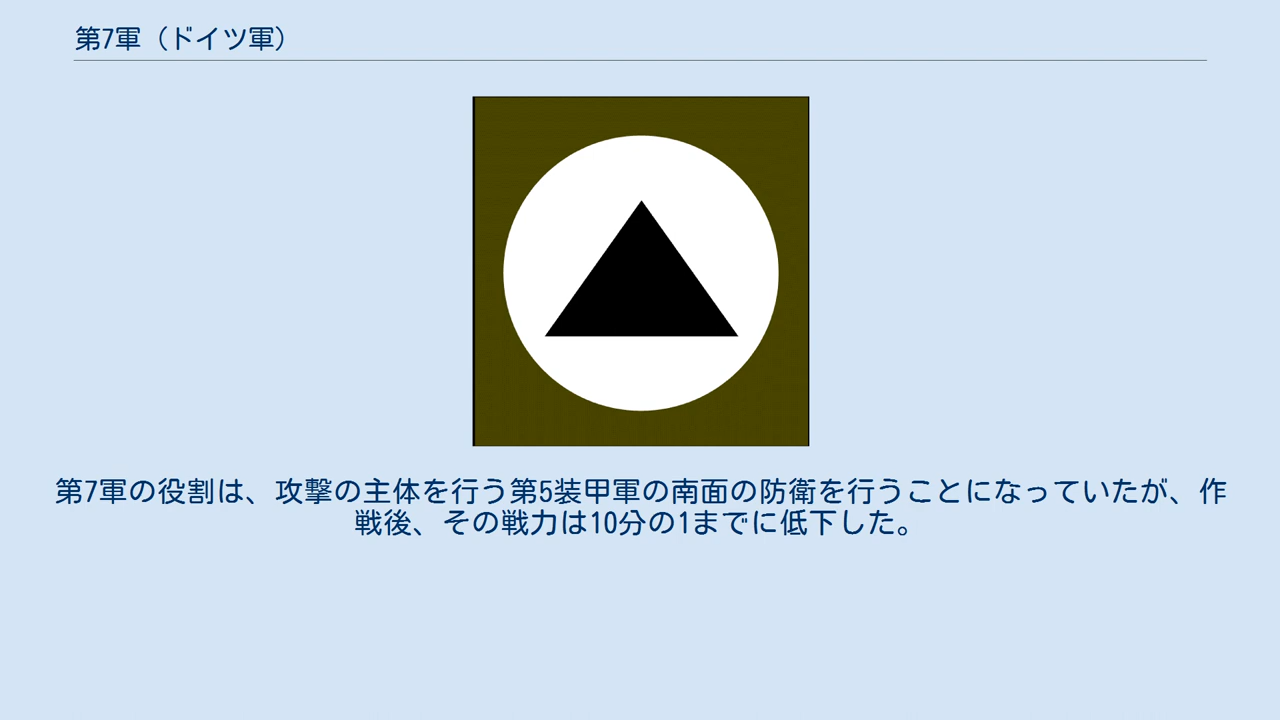 第7軍（ドイツ軍）
第7軍の役割は、攻撃の主体を行う第5装甲軍の南面の防衛を行うことになっていたが、作
戦後、その戦力は10分の1までに低下した。